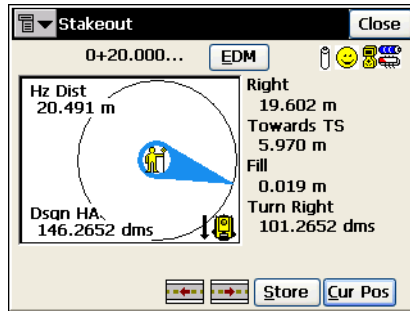 Stakeout
Close
0+20.000...
EDM
Hz Dist
20.491 m
Dsgn HA
146.2652 dms
Right
19.602 m
Towards TS
5.970 m
Fill
0.019 m
Turn Right
101.2652 dms
Store
Cur Pos